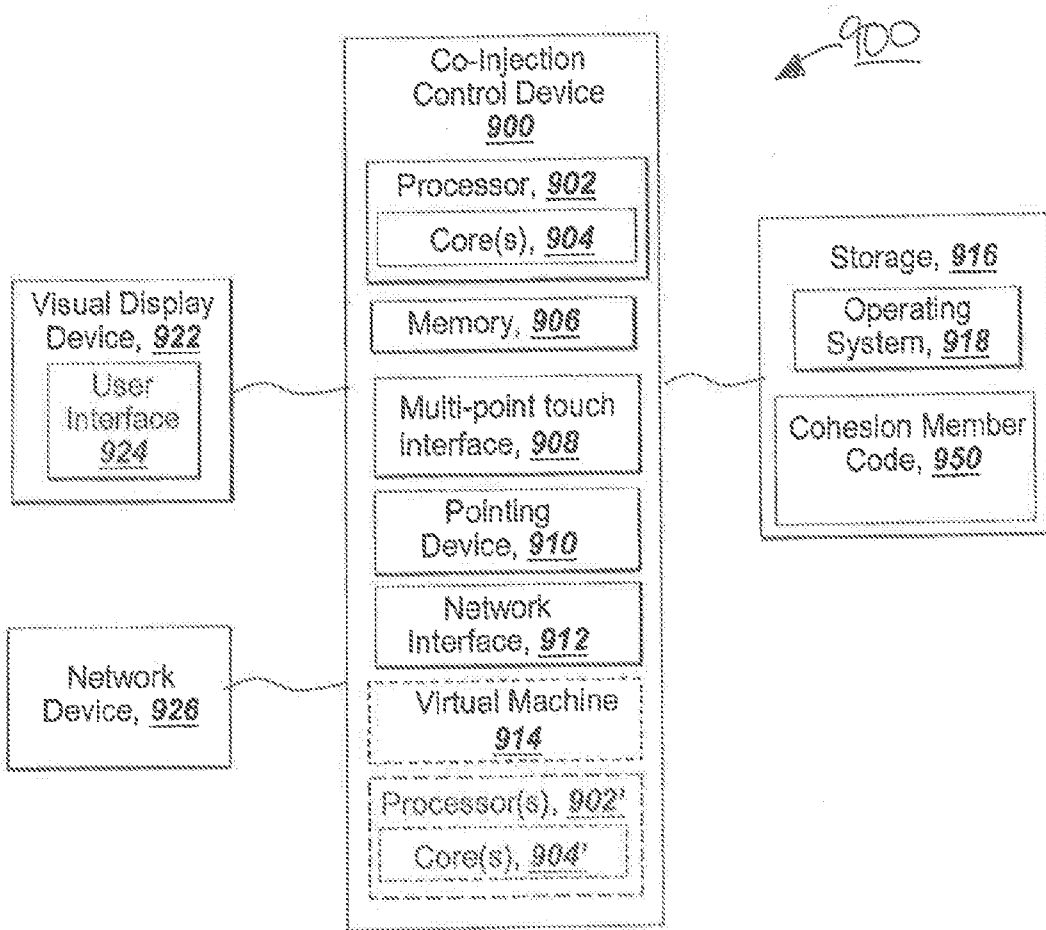 900
Co-Injection
Control Device
900
Processor, 902
Core(s), 904
Memory, 906
Multi-point touch
interface, 908
Pointing
Device, 910
Network
Interface, 912
Virtual Machine
914
Processor(s), 902'
Core(s), 904'
Visual Display
Device, 922
User
Interface
924
Network
Device, 926
Storage, 916
Operating
System, 918
Cohesion Member
Code, 950